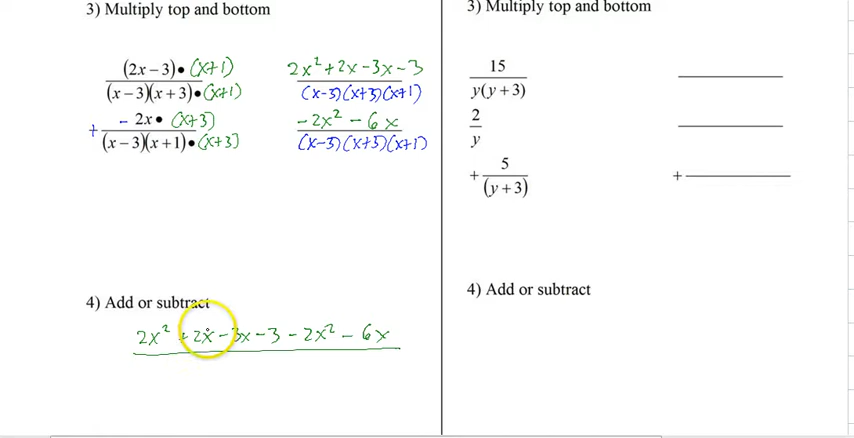 3) Multiply top and bottom
(2x – 3)•(x+1)
(x – 3)(x + 3)•(x+1)
2x² + 2x – 3x – 3
(x–3)(x+3)(x+1)
+ – 2x•(x+3)
(x – 3)(x + 1)•(x+3)
– 2x² – 6x
(x–3)(x+3)(x+1)
4) Add or subtract
2x² + 2x – 3x – 3 – 2x² – 6x
3) Multiply top and bottom
15
y(y + 3)
2
y
+ 5
(y + 3)
+
4) Add or subtract